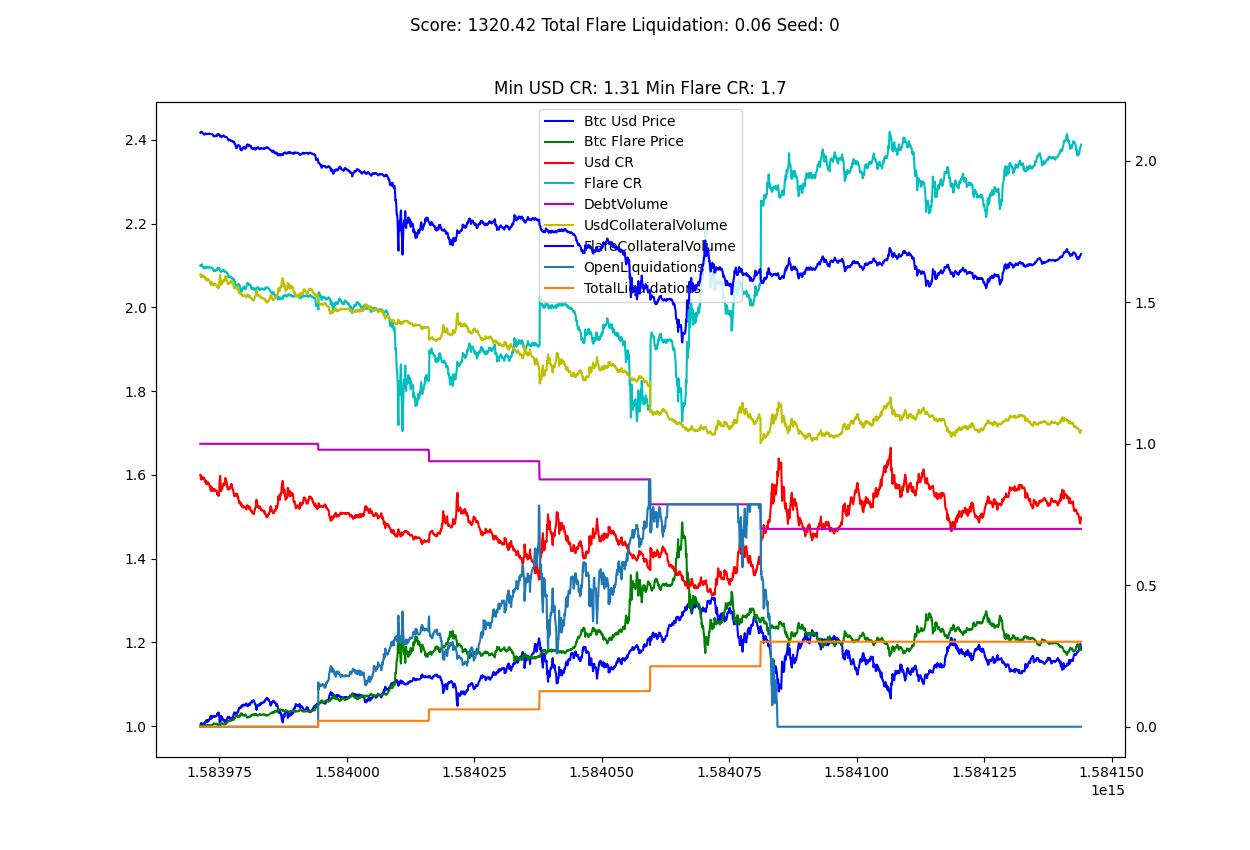 Score: 1320.42 Total Flare Liquidation: 0.06 Seed: 0
Min USD CR: 1.31 Min Flare CR: 1.7
Btc Usd Price
Btc Flare Price
Usd CR
Flare CR
DebtVolume
UsdCollateralVolume
FlareCollateralVolume
OpenLiquidations
TotalLiquidations
2.4
2.2
2.0
1.8
1.6
1.4
1.2
1.0
2.0
1.5
1.0
0.5
0.0
1.583975 1.584000 1.584025 1.584050 1.584075 1.584100 1.584125 1.584150
1e15